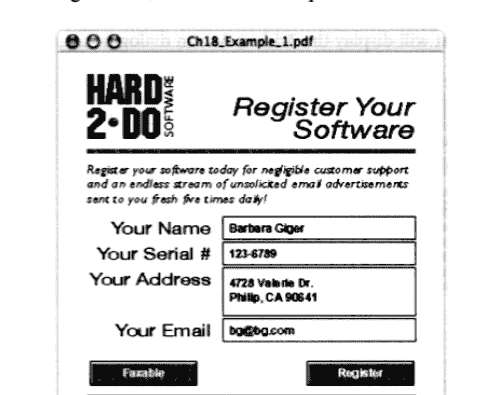 Ch18_Example_1.pdf
HARD
2•DO
SOFTWARE
Register Your
Software
Register your software today for negligible customer support
and an endless stream of unsolicited email advertisements
sent to you fresh five times daily!
Your Name Barbara Giger
Your Serial # 123-6789
Your Address 4728 Valerie Dr.
Philip, CA 90641
Your Email bg@bg.com
Faxable Register